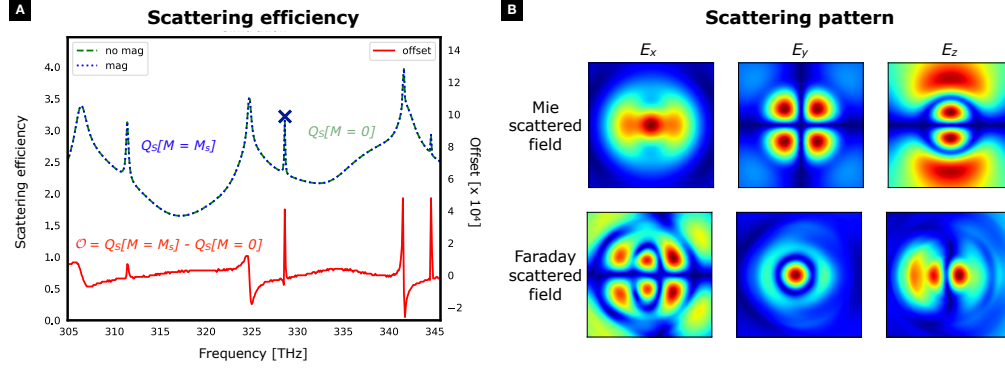 A
Scattering efficiency
no mag
mag
offset
4.0
3.5
3.0
2.5
2.0
1.5
1.0
0.5
0.0
Scattering efficiency
Qₛ[M = Mₛ]
Qₛ[M = 0]
𝒪 = Qₛ[M = Mₛ] - Qₛ[M = 0]
14
12
10
8
6
4
2
0
−2
Offset [x 10⁴]
305 310 315 320 325 330 335 340 345
Frequency [THz]
B
Scattering pattern
Eₓ
E_y
E_z
Mie
scattered
field
Faraday
scattered
field